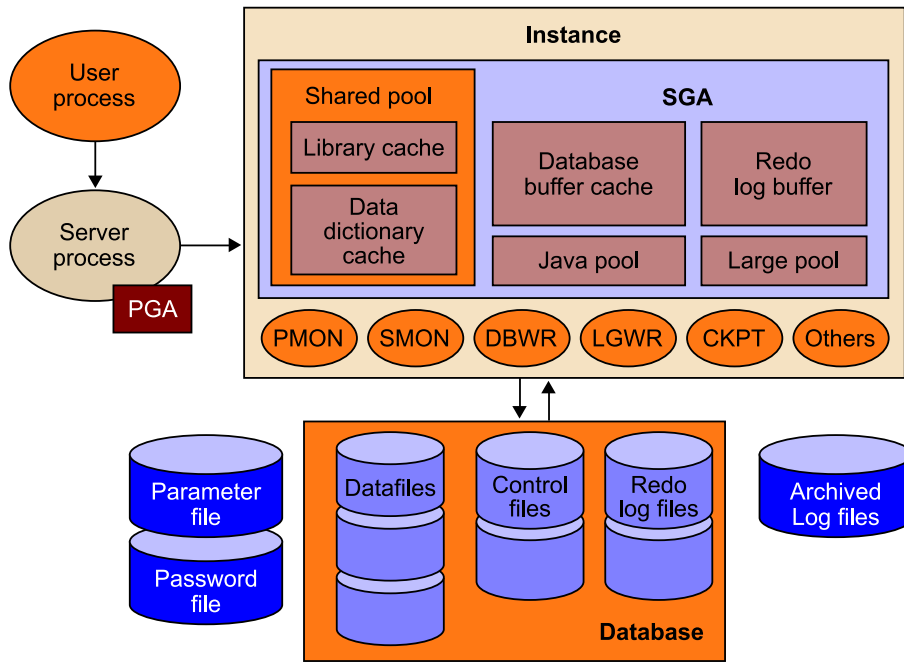 User
process
Server
process
PGA
Instance
SGA
Shared pool
Library cache
Data
dictionary
cache
Database
buffer cache
Redo
log buffer
Java pool
Large pool
PMON
SMON
DBWR
LGWR
CKPT
Others
Parameter
file
Password
file
Datafiles
Control
files
Redo
log files
Database
Archived
Log files